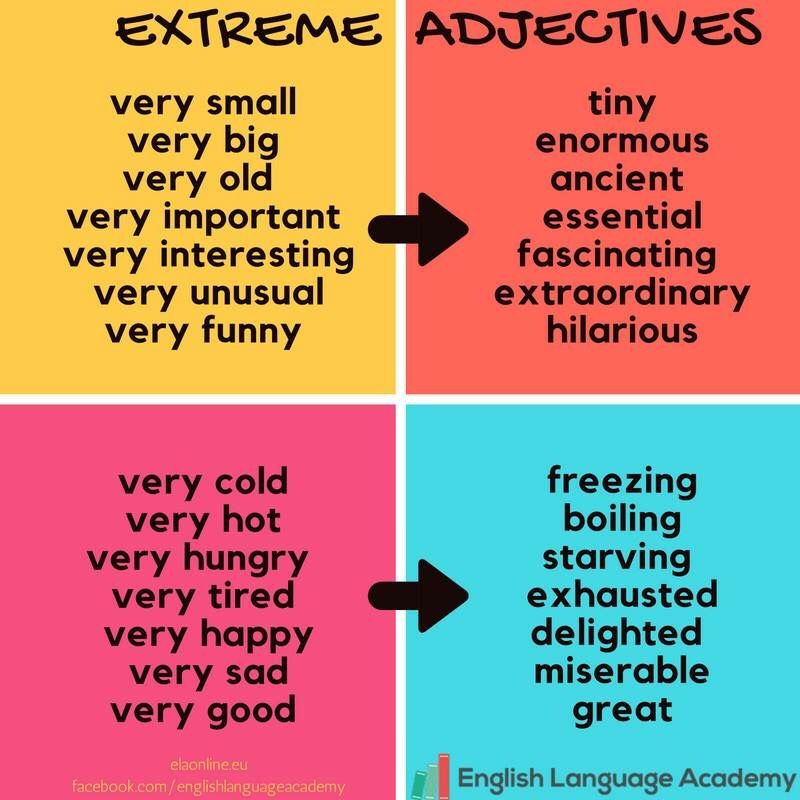 EXTREME ADJECTIVES
very small
very big
very old
very important
very interesting
very unusual
very funny
tiny
enormous
ancient
essential
fascinating
extraordinary
hilarious
very cold
very hot
very hungry
very tired
very happy
very sad
very good
freezing
boiling
starving
exhausted
delighted
miserable
great
elaonline.eu
facebook.com/englishlanguageacademy
English Language Academy